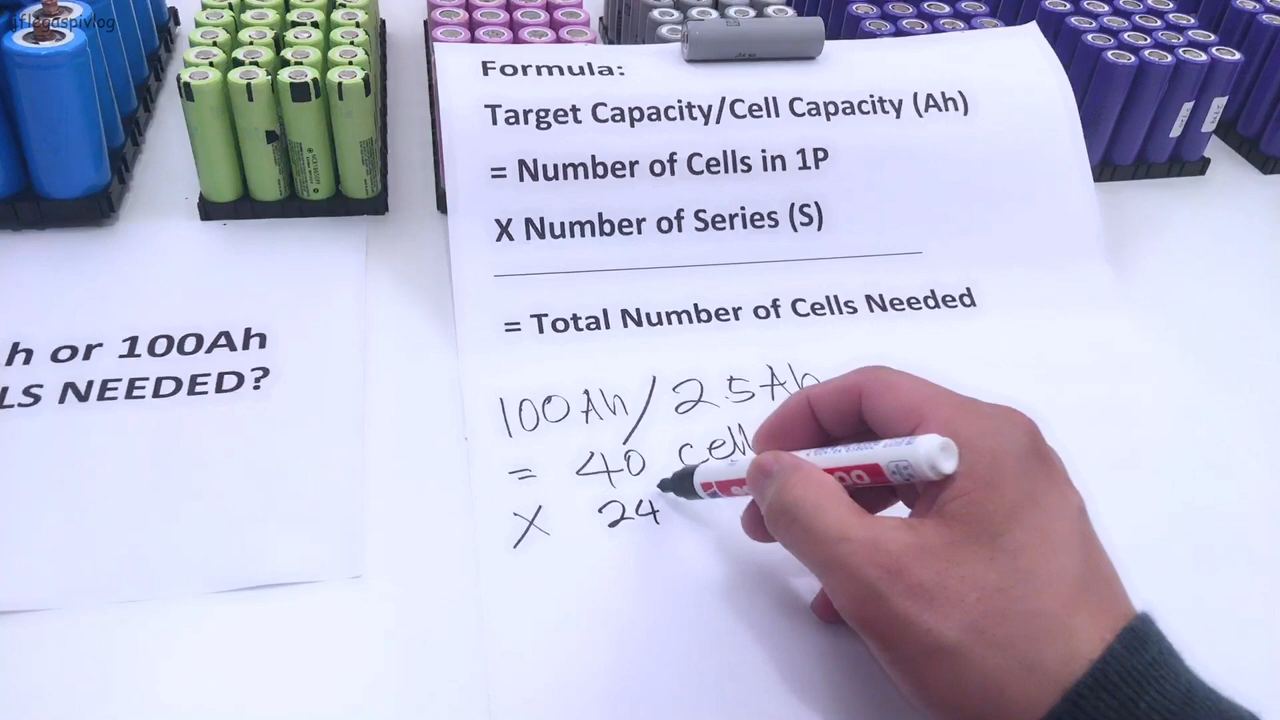 jflegaspivlog
Formula:
Target Capacity/Cell Capacity (Ah)
= Number of Cells in 1P
X Number of Series (S)
= Total Number of Cells Needed
h or 100Ah
LS NEEDED?
100Ah/2.5Ah
= 40 cell
X 24